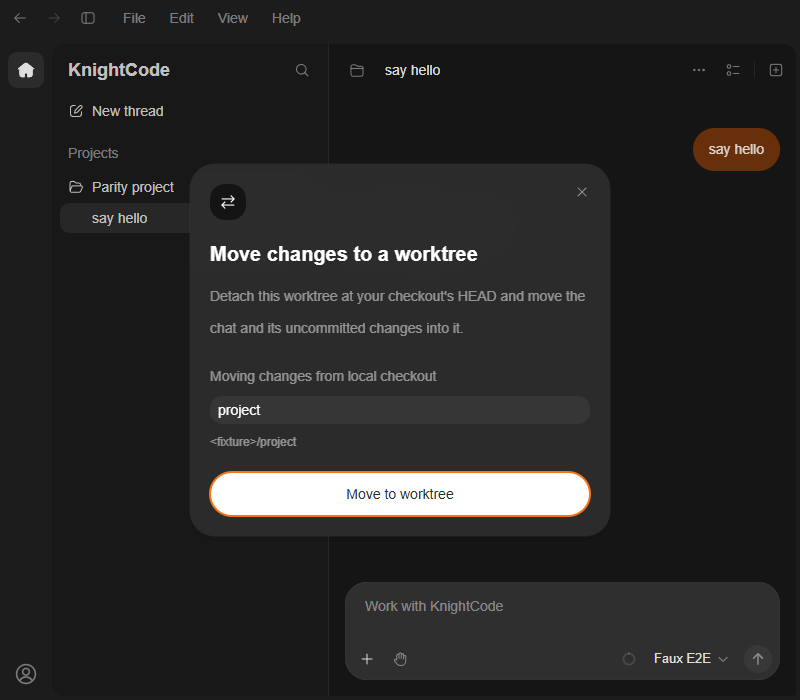 File Edit View Help
KnightCode
say hello
New thread
say hello
Projects
Parity project
say hello
Move changes to a worktree
Detach this worktree at your checkout's HEAD and move the
chat and its uncommitted changes into it.
Moving changes from local checkout
project
<fixture>/project
Move to worktree
Work with KnightCode
Faux E2E